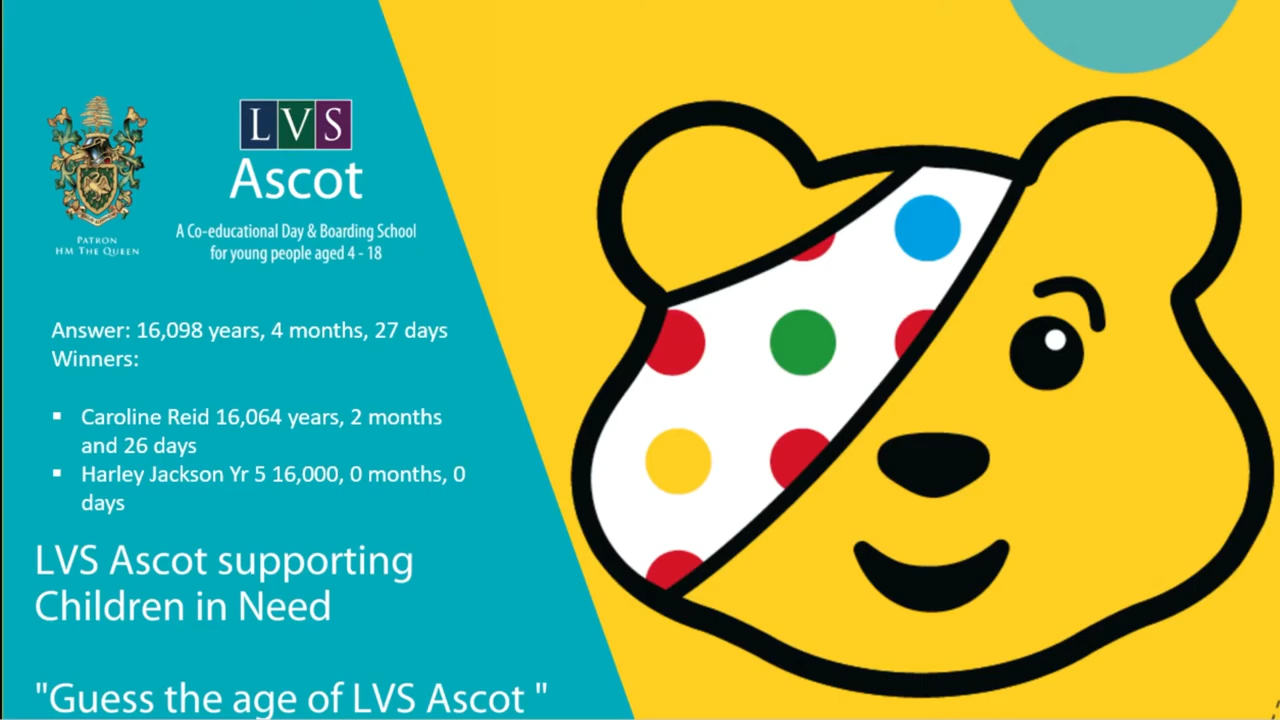 LVS
Ascot
PATRON
HM THE QUEEN
A Co-educational Day & Boarding School
for young people aged 4 - 18
Answer: 16,098 years, 4 months, 27 days
Winners:
▪ Caroline Reid 16,064 years, 2 months
and 26 days
▪ Harley Jackson Yr 5 16,000, 0 months, 0
days
LVS Ascot supporting
Children in Need
"Guess the age of LVS Ascot "